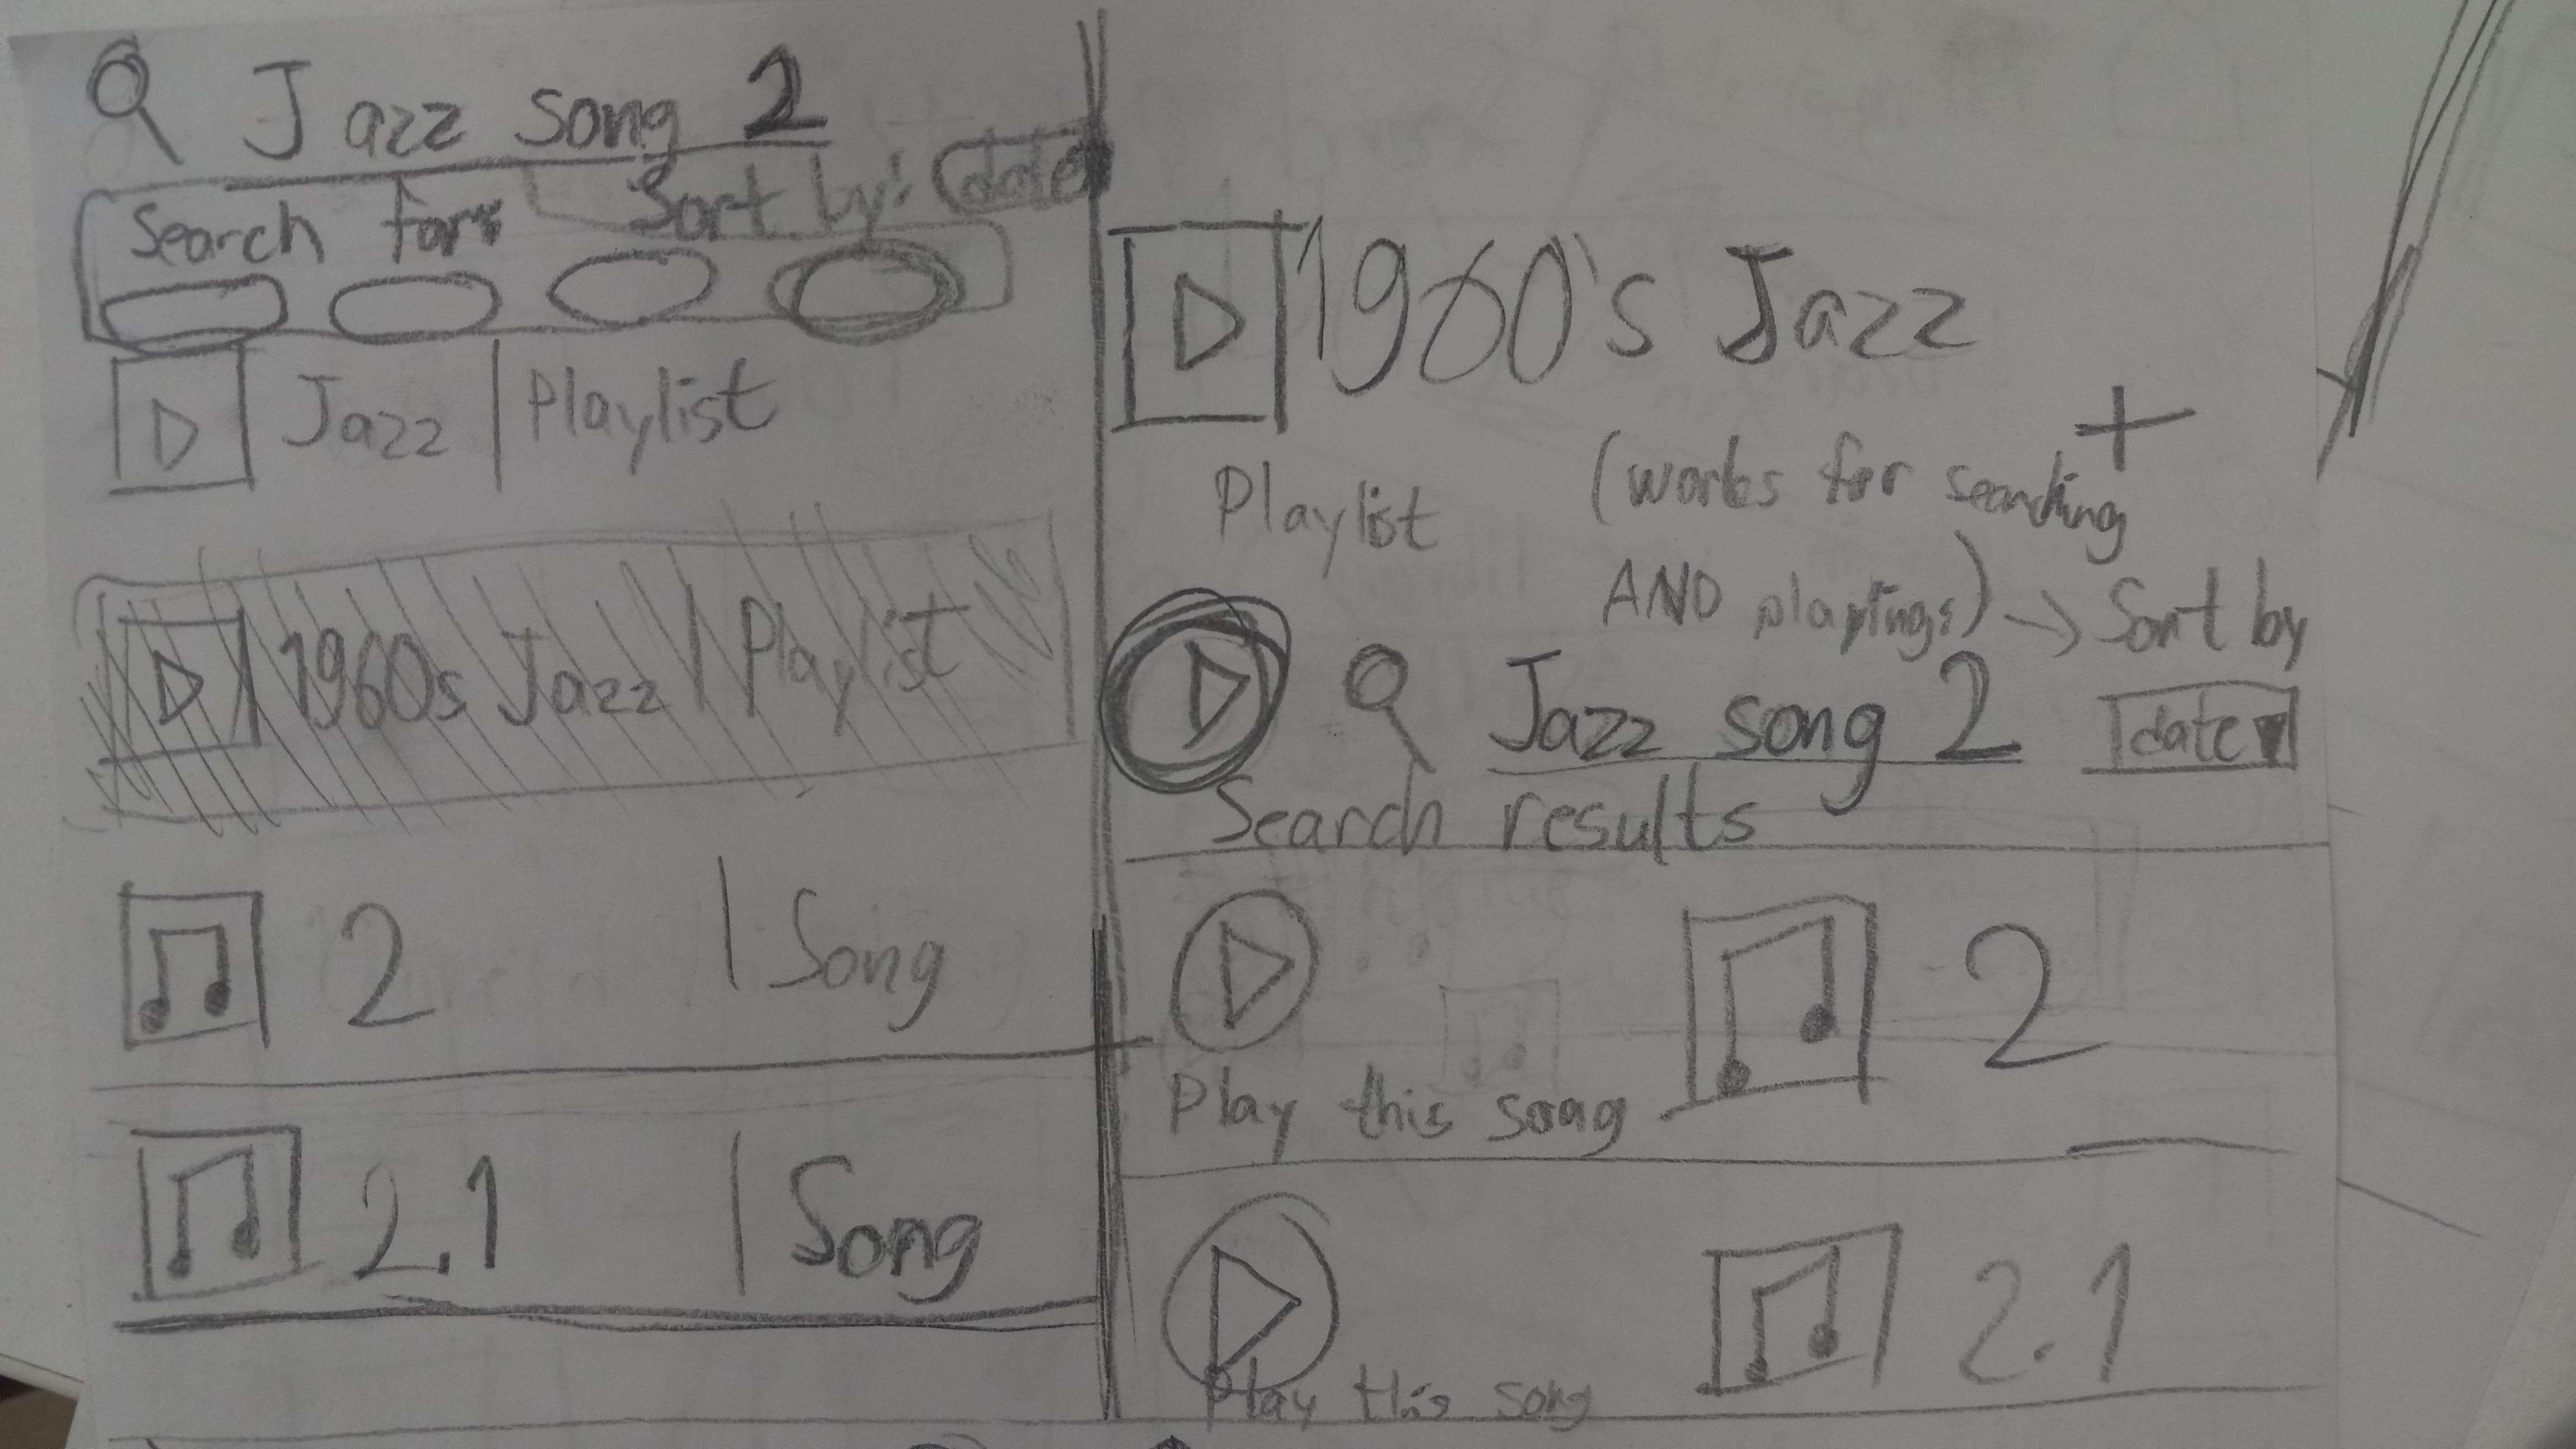 Jazz song 2
Search for: Sort by: date
Jazz | Playlist
1960s Jazz | Playlist
2 | Song
2.1 | Song
1960's Jazz
+
Playlist
(works for searching
AND playings) → Sort by
Jazz song 2 date ▼
Search results
2
Play this song
2.1
Play this song